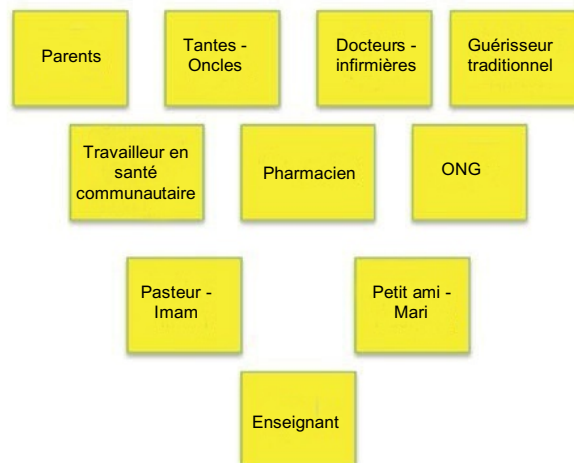 Parents
Tantes -
Oncles
Docteurs -
infirmières
Guérisseur
traditionnel
Travailleur en
santé
communautaire
Pharmacien
ONG
Pasteur -
Imam
Petit ami -
Mari
Enseignant